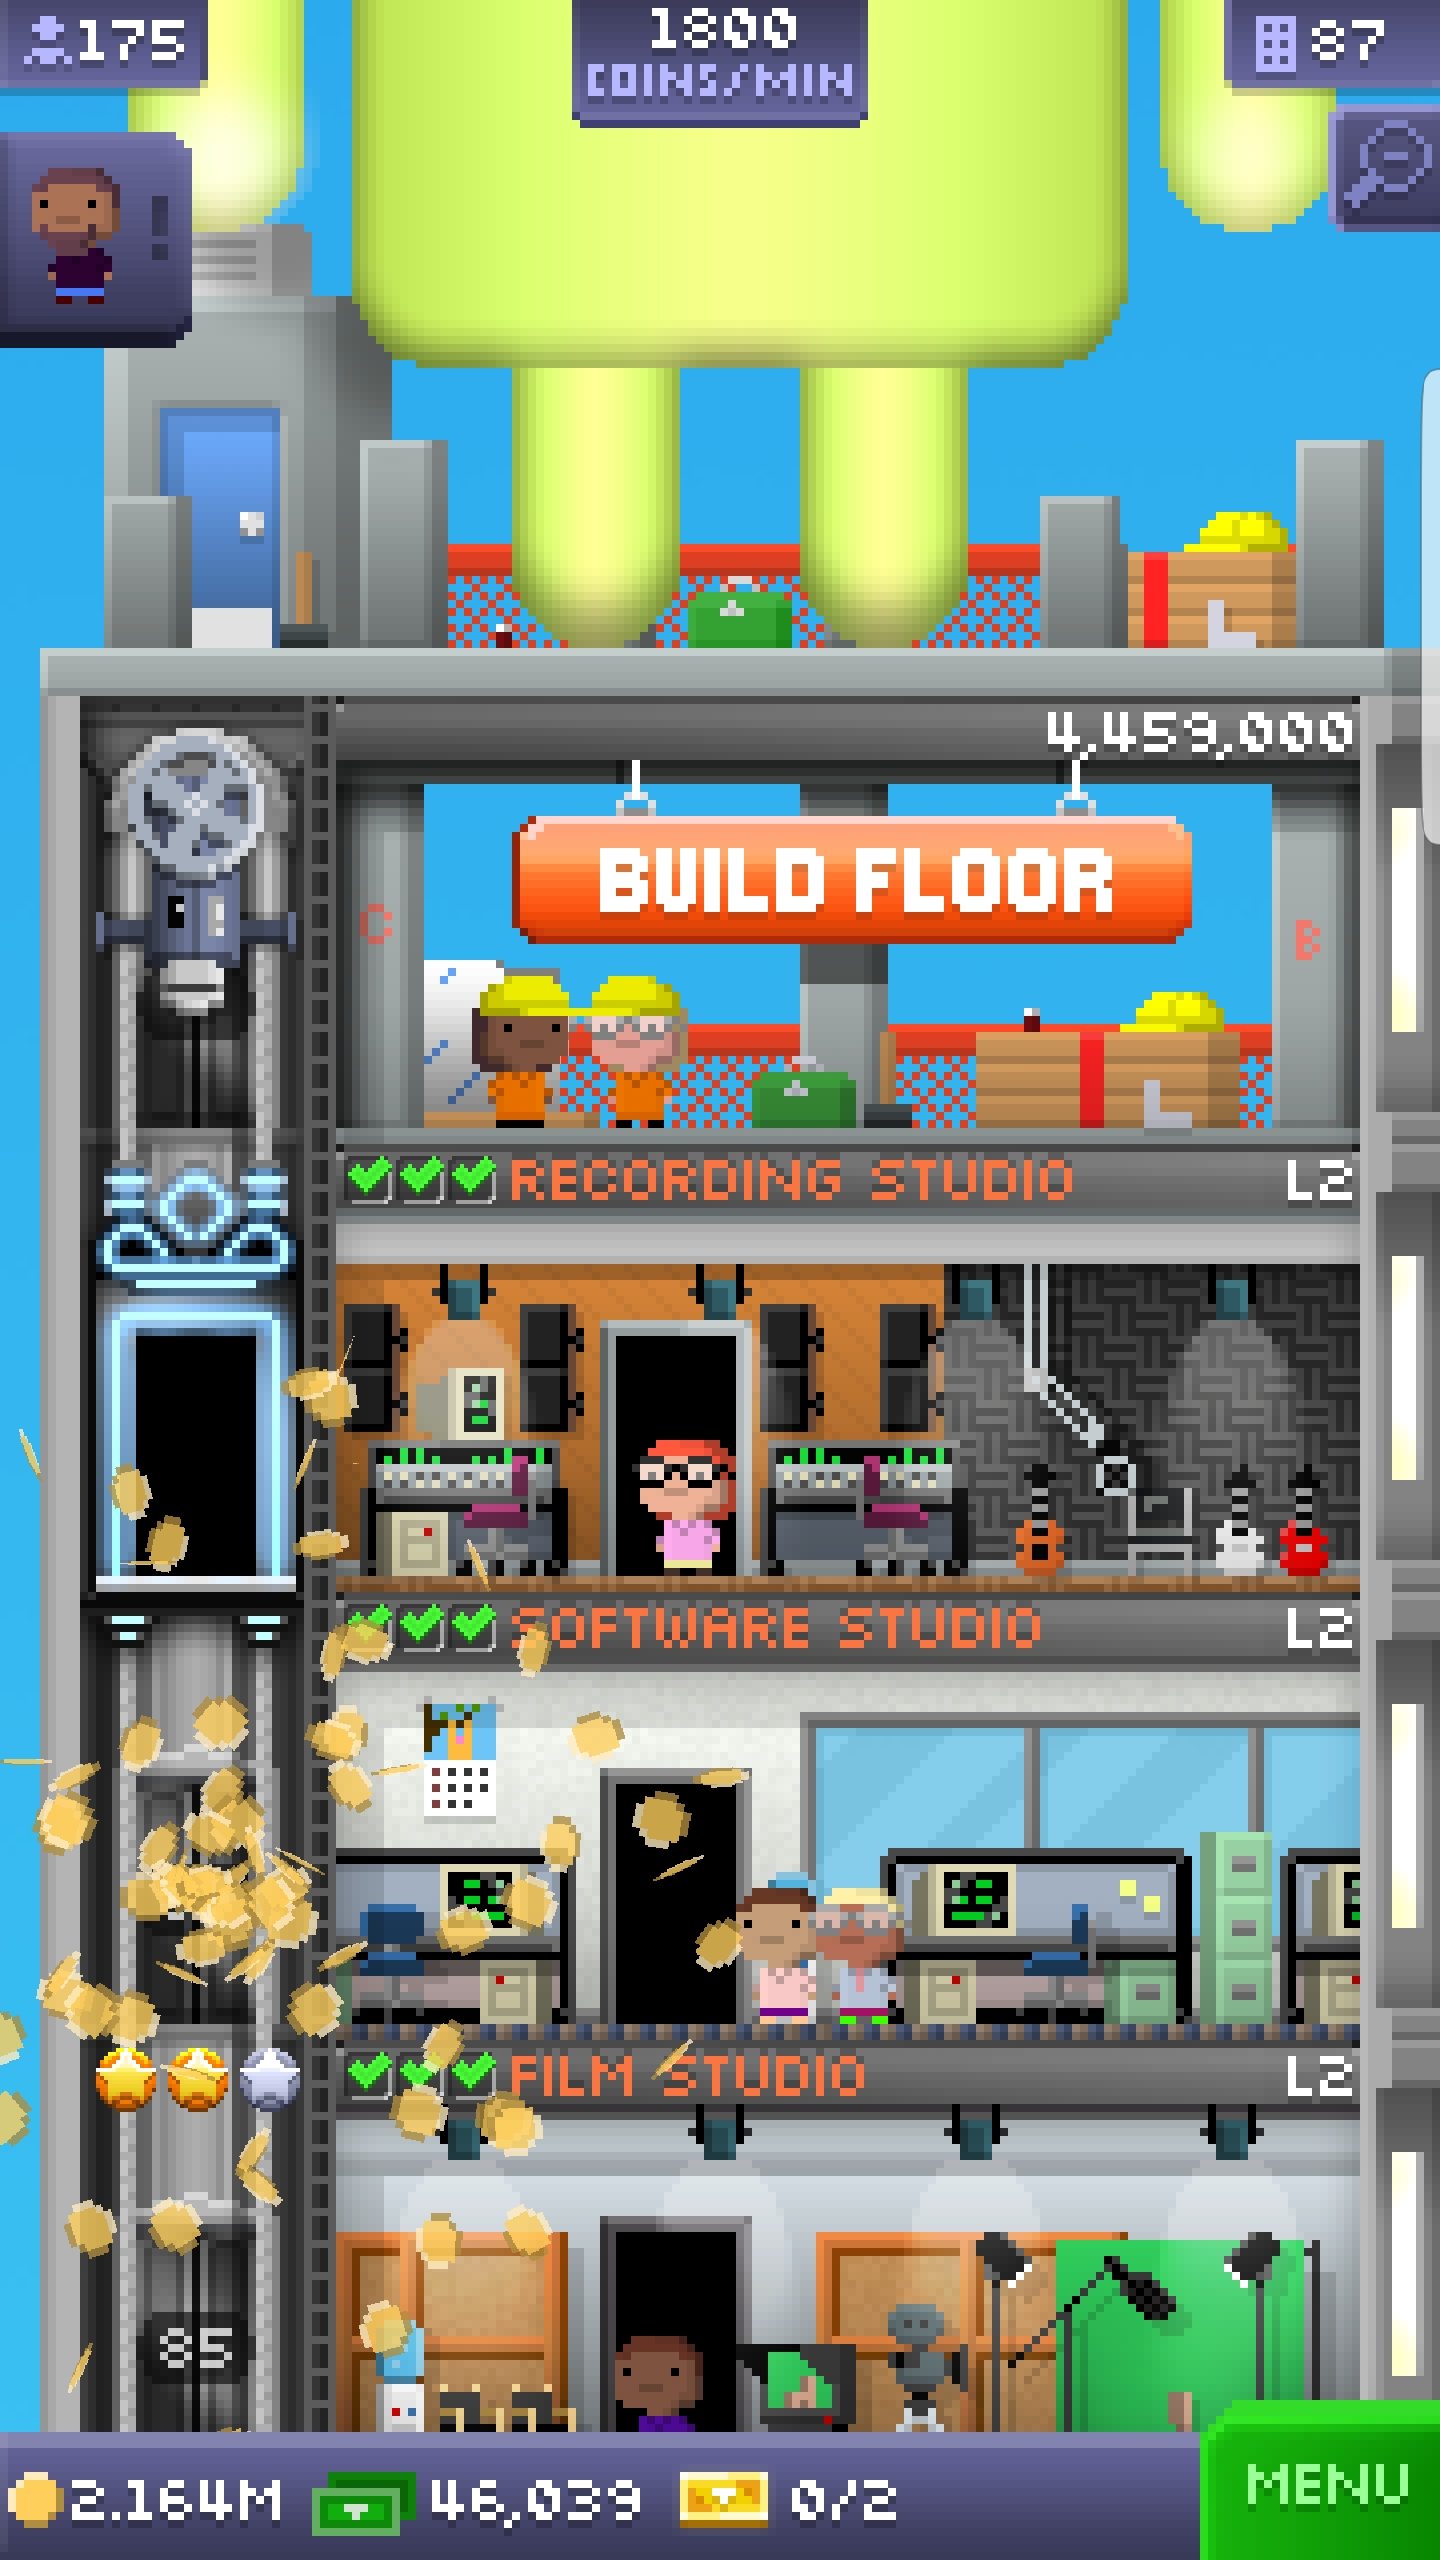 175
1800
COINS/MIN
87
!
4,459,000
BUILD FLOOR
C
B
RECORDING STUDIO L2
SOFTWARE STUDIO L2
FILM STUDIO L2
85
2.164M 46,039 0/2
MENU